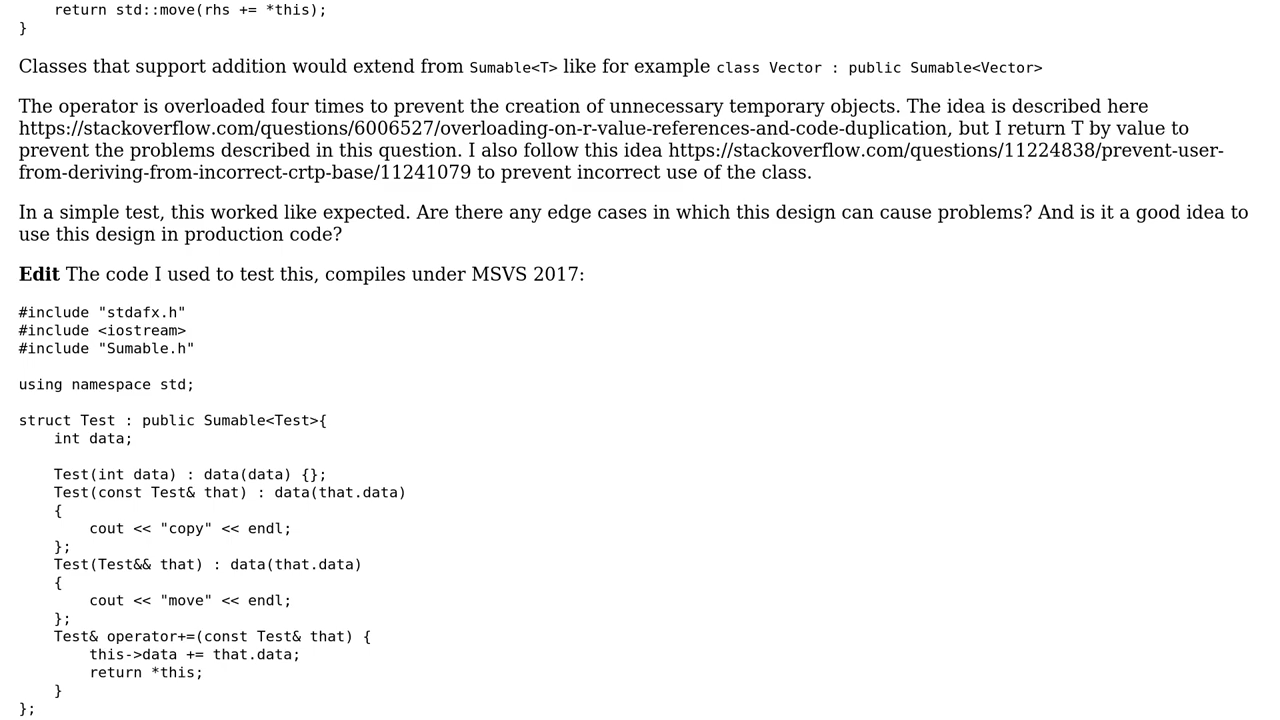 return std::move(rhs += *this);
}
Classes that support addition would extend from Sumable<T> like for example class Vector : public Sumable<Vector>
The operator is overloaded four times to prevent the creation of unnecessary temporary objects. The idea is described here
https://stackoverflow.com/questions/6006527/overloading-on-r-value-references-and-code-duplication, but I return T by value to
prevent the problems described in this question. I also follow this idea https://stackoverflow.com/questions/11224838/prevent-user-
from-deriving-from-incorrect-crtp-base/11241079 to prevent incorrect use of the class.
In a simple test, this worked like expected. Are there any edge cases in which this design can cause problems? And is it a good idea to
use this design in production code?
Edit The code I used to test this, compiles under MSVS 2017:
#include "stdafx.h"
#include <iostream>
#include "Sumable.h"
using namespace std;
struct Test : public Sumable<Test>{
    int data;
    Test(int data) : data(data) {};
    Test(const Test& that) : data(that.data)
    {
        cout << "copy" << endl;
    };
    Test(Test&& that) : data(that.data)
    {
        cout << "move" << endl;
    };
    Test& operator+=(const Test& that) {
        this->data += that.data;
        return *this;
    }
};